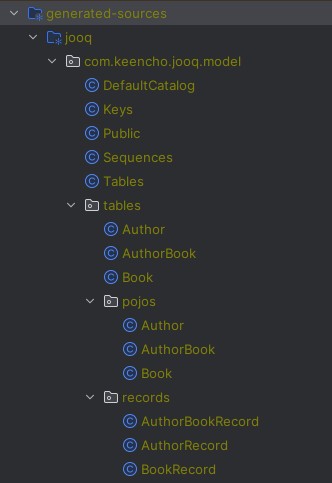 generated-sources
jooq
com.keencho.jooq.model
DefaultCatalog
Keys
Public
Sequences
Tables
tables
Author
AuthorBook
Book
pojos
Author
AuthorBook
Book
records
AuthorBookRecord
AuthorRecord
BookRecord